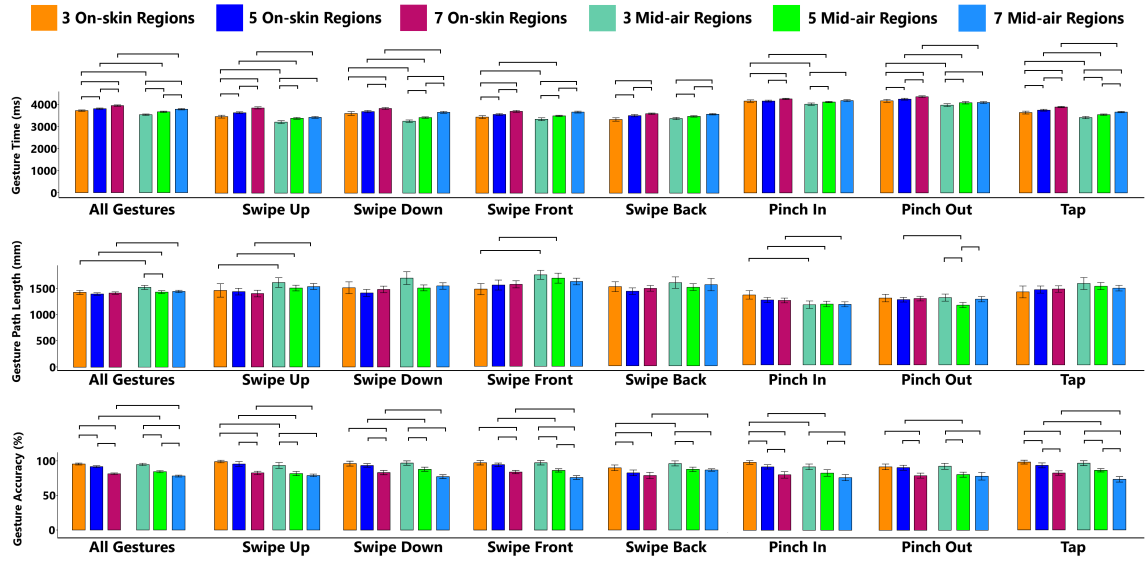 3 On-skin Regions 5 On-skin Regions 7 On-skin Regions 3 Mid-air Regions 5 Mid-air Regions 7 Mid-air Regions
Gesture Time (ms)
4000
3000
2000
1000
0
All Gestures Swipe Up Swipe Down Swipe Front Swipe Back Pinch In Pinch Out Tap
Gesture Path Length (mm)
1500
1000
500
0
All Gestures Swipe Up Swipe Down Swipe Front Swipe Back Pinch In Pinch Out Tap
Gesture Accuracy (%)
100
50
0
All Gestures Swipe Up Swipe Down Swipe Front Swipe Back Pinch In Pinch Out Tap